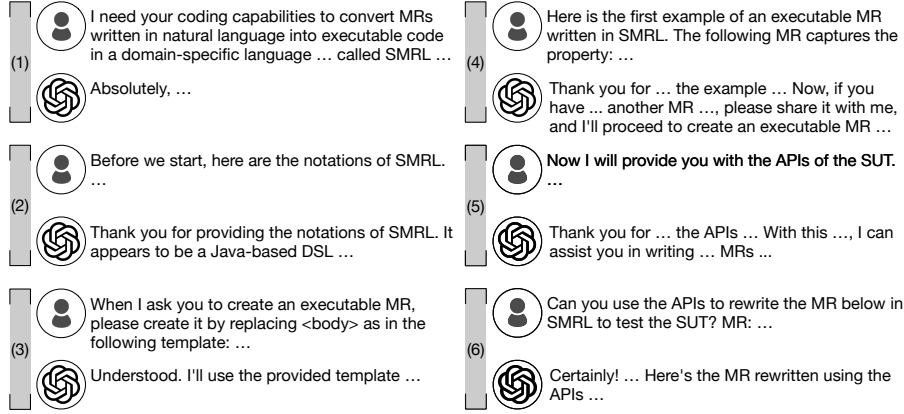 (1)
I need your coding capabilities to convert MRs
written in natural language into executable code
in a domain-specific language … called SMRL …
Absolutely, …
(2)
Before we start, here are the notations of SMRL.
…
Thank you for providing the notations of SMRL. It
appears to be a Java-based DSL …
(3)
When I ask you to create an executable MR,
please create it by replacing <body> as in the
following template: …
Understood. I'll use the provided template …
(4)
Here is the first example of an executable MR
written in SMRL. The following MR captures the
property: …
Thank you for … the example … Now, if you
have ... another MR …, please share it with me,
and I'll proceed to create an executable MR …
(5)
Now I will provide you with the APIs of the SUT.
…
Thank you for … the APIs … With this …, I can
assist you in writing … MRs ...
(6)
Can you use the APIs to rewrite the MR below in
SMRL to test the SUT? MR: …
Certainly! … Here's the MR rewritten using the
APIs …